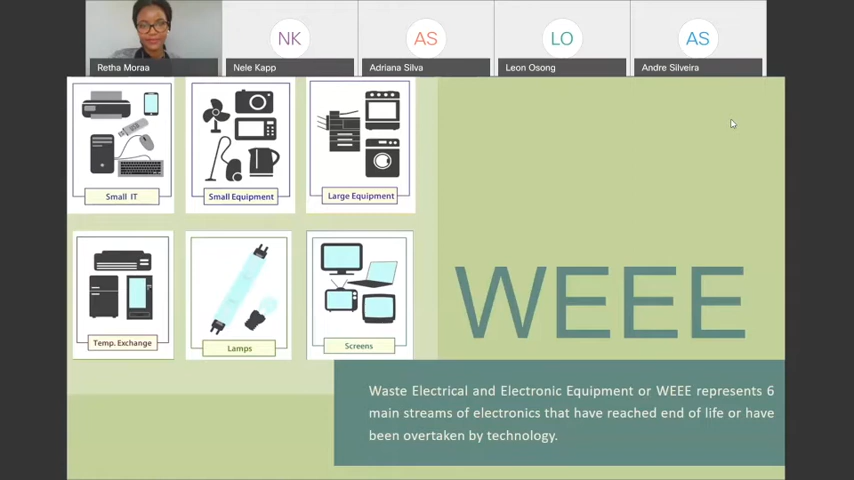 NK
AS
LO
AS
Retha Moraa
Nele Kapp
Adriana Silva
Leon Osong
Andre Silveira
Small IT
Small Equipment
Large Equipment
Temp. Exchange
Lamps
Screens
WEEE
Waste Electrical and Electronic Equipment or WEEE represents 6
main streams of electronics that have reached end of life or have
been overtaken by technology.